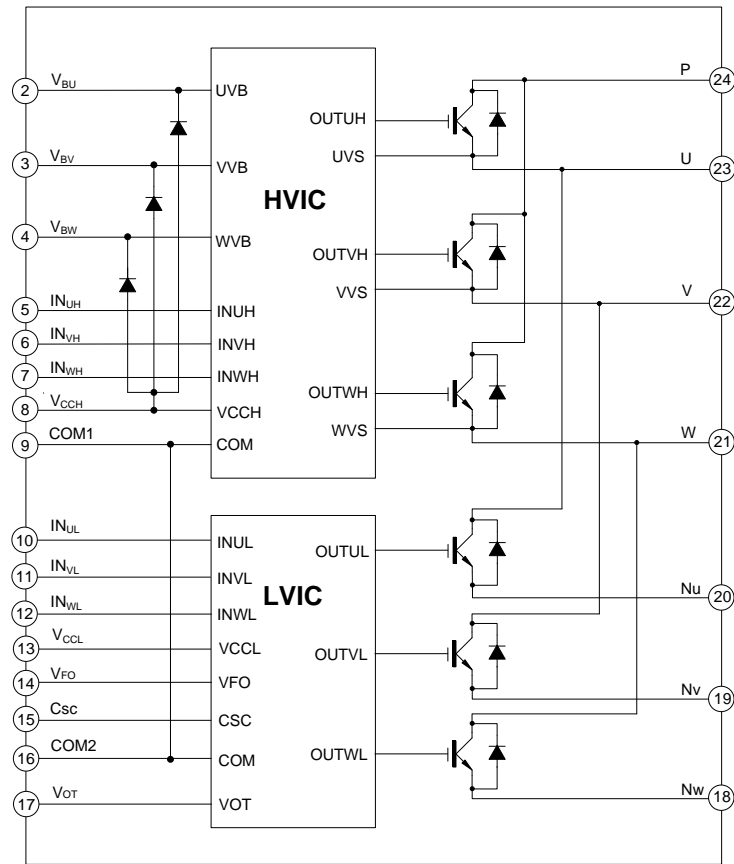 2 VBU UVB
3 VBV VVB
4 VBW WVB
5 INUH INUH
6 INVH INVH
7 INWH INWH
8 VCCH VCCH
9 COM1 COM
HVIC
OUTUH
UVS
OUTVH
VVS
OUTWH
WVS
P 24
U 23
V 22
W 21
10 INUL INUL
11 INVL INVL
12 INWL INWL
13 VCCL VCCL
14 VFO VFO
15 Csc CSC
16 COM2 COM
17 VOT VOT
LVIC
OUTUL
OUTVL
OUTWL
Nu 20
Nv 19
Nw 18